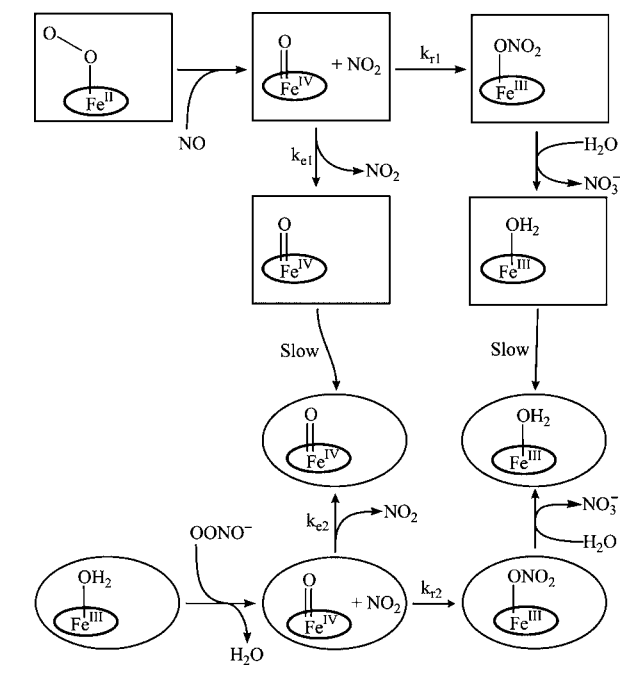 O
O
Fe^II
NO
O
Fe^IV
+ NO₂
k_r1
ONO₂
Fe^III
k_e1
NO₂
H₂O
NO₃⁻
O
Fe^IV
OH₂
Fe^III
Slow
Slow
O
Fe^IV
OH₂
Fe^III
k_e2
NO₂
NO₃⁻
H₂O
OONO⁻
OH₂
Fe^III
H₂O
O
Fe^IV
+ NO₂
k_r2
ONO₂
Fe^III